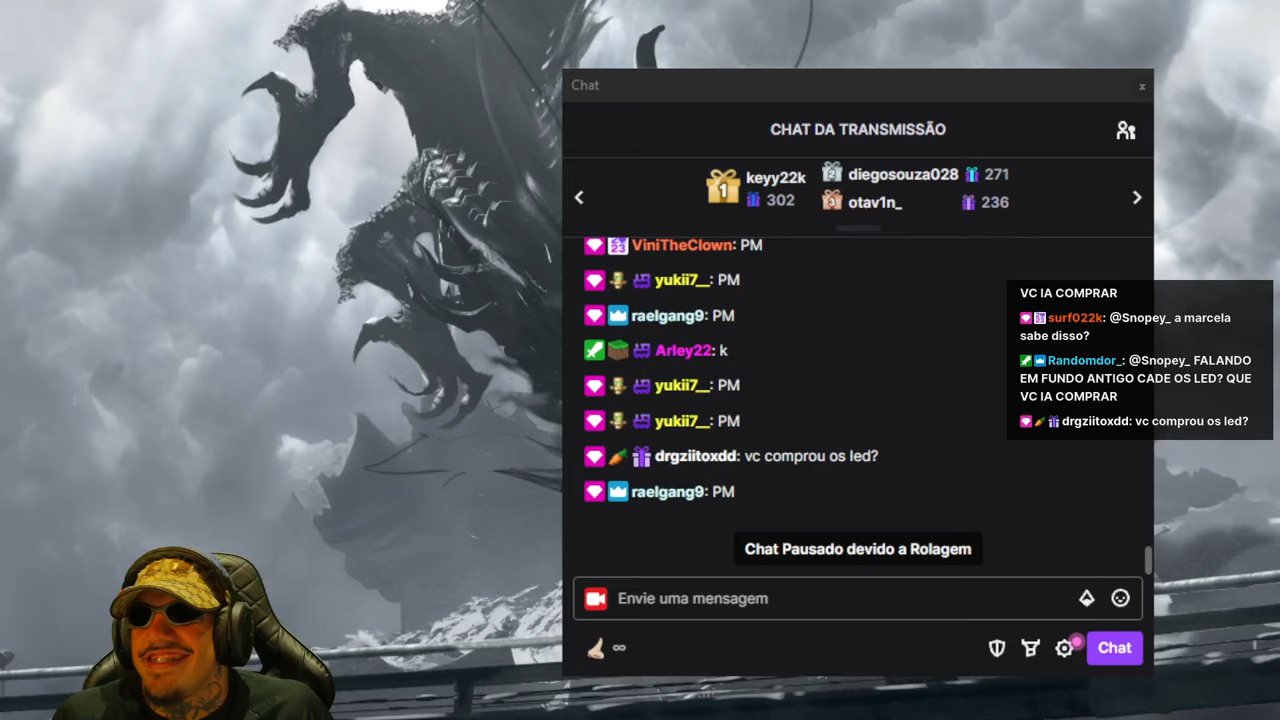 Chat
x
CHAT DA TRANSMISSÃO
1 keyy22k 302
2 diegosouza028 271
3 otav1n_ 236
ViniTheClown: PM
yukii7__: PM
raelgang9: PM
Arley22: k
yukii7__: PM
yukii7__: PM
drgziitoxdd: vc comprou os led?
raelgang9: PM
Chat Pausado devido a Rolagem
Envie uma mensagem
∞
Chat
VC IA COMPRAR
surf022k: @Snopey_ a marcela
sabe disso?
Randomdor_: @Snopey_ FALANDO
EM FUNDO ANTIGO CADE OS LED? QUE
VC IA COMPRAR
drgziitoxdd: vc comprou os led?